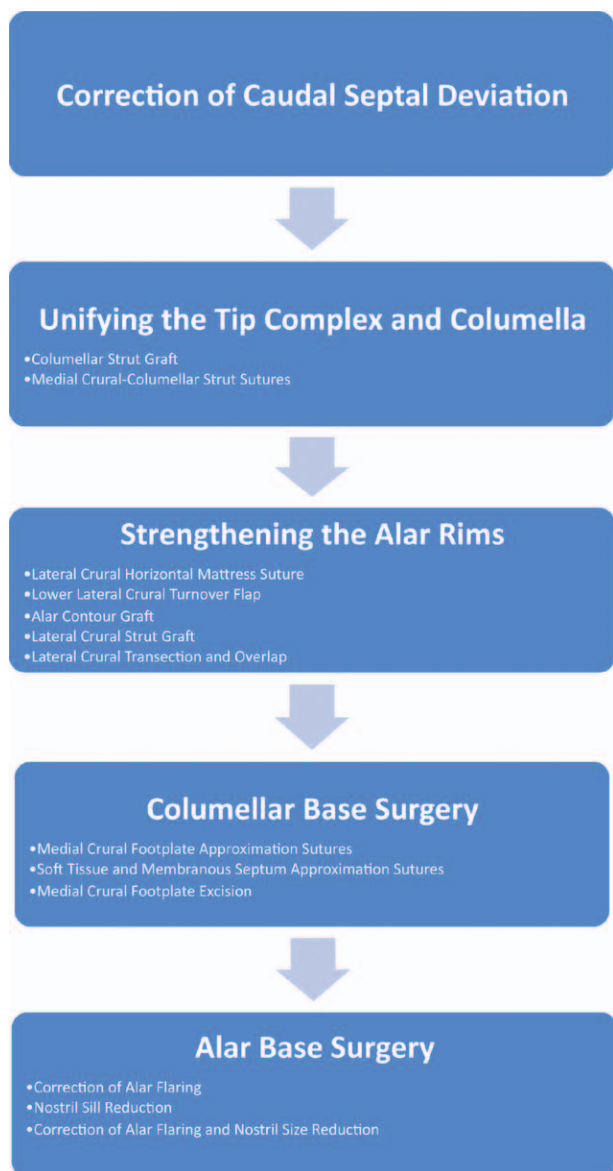 Correction of Caudal Septal Deviation
Unifying the Tip Complex and Columella
•Columellar Strut Graft
•Medial Crural-Columellar Strut Sutures
Strengthening the Alar Rims
•Lateral Crural Horizontal Mattress Suture
•Lower Lateral Crural Turnover Flap
•Alar Contour Graft
•Lateral Crural Strut Graft
•Lateral Crural Transection and Overlap
Columellar Base Surgery
•Medial Crural Footplate Approximation Sutures
•Soft Tissue and Membranous Septum Approximation Sutures
•Medial Crural Footplate Excision
Alar Base Surgery
•Correction of Alar Flaring
•Nostril Sill Reduction
•Correction of Alar Flaring and Nostril Size Reduction